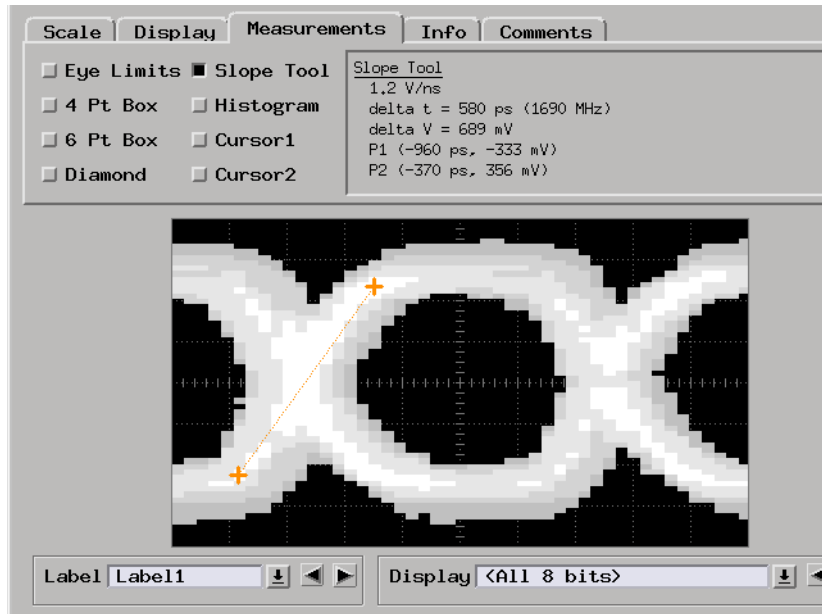 Scale Display Measurements Info Comments
Eye Limits Slope Tool
4 Pt Box Histogram
6 Pt Box Cursor1
Diamond Cursor2
Slope Tool
1.2 V/ns
delta t = 580 ps (1690 MHz)
delta V = 689 mV
P1 (-960 ps, -333 mV)
P2 (-370 ps, 356 mV)
Label Label1 Display <All 8 bits>